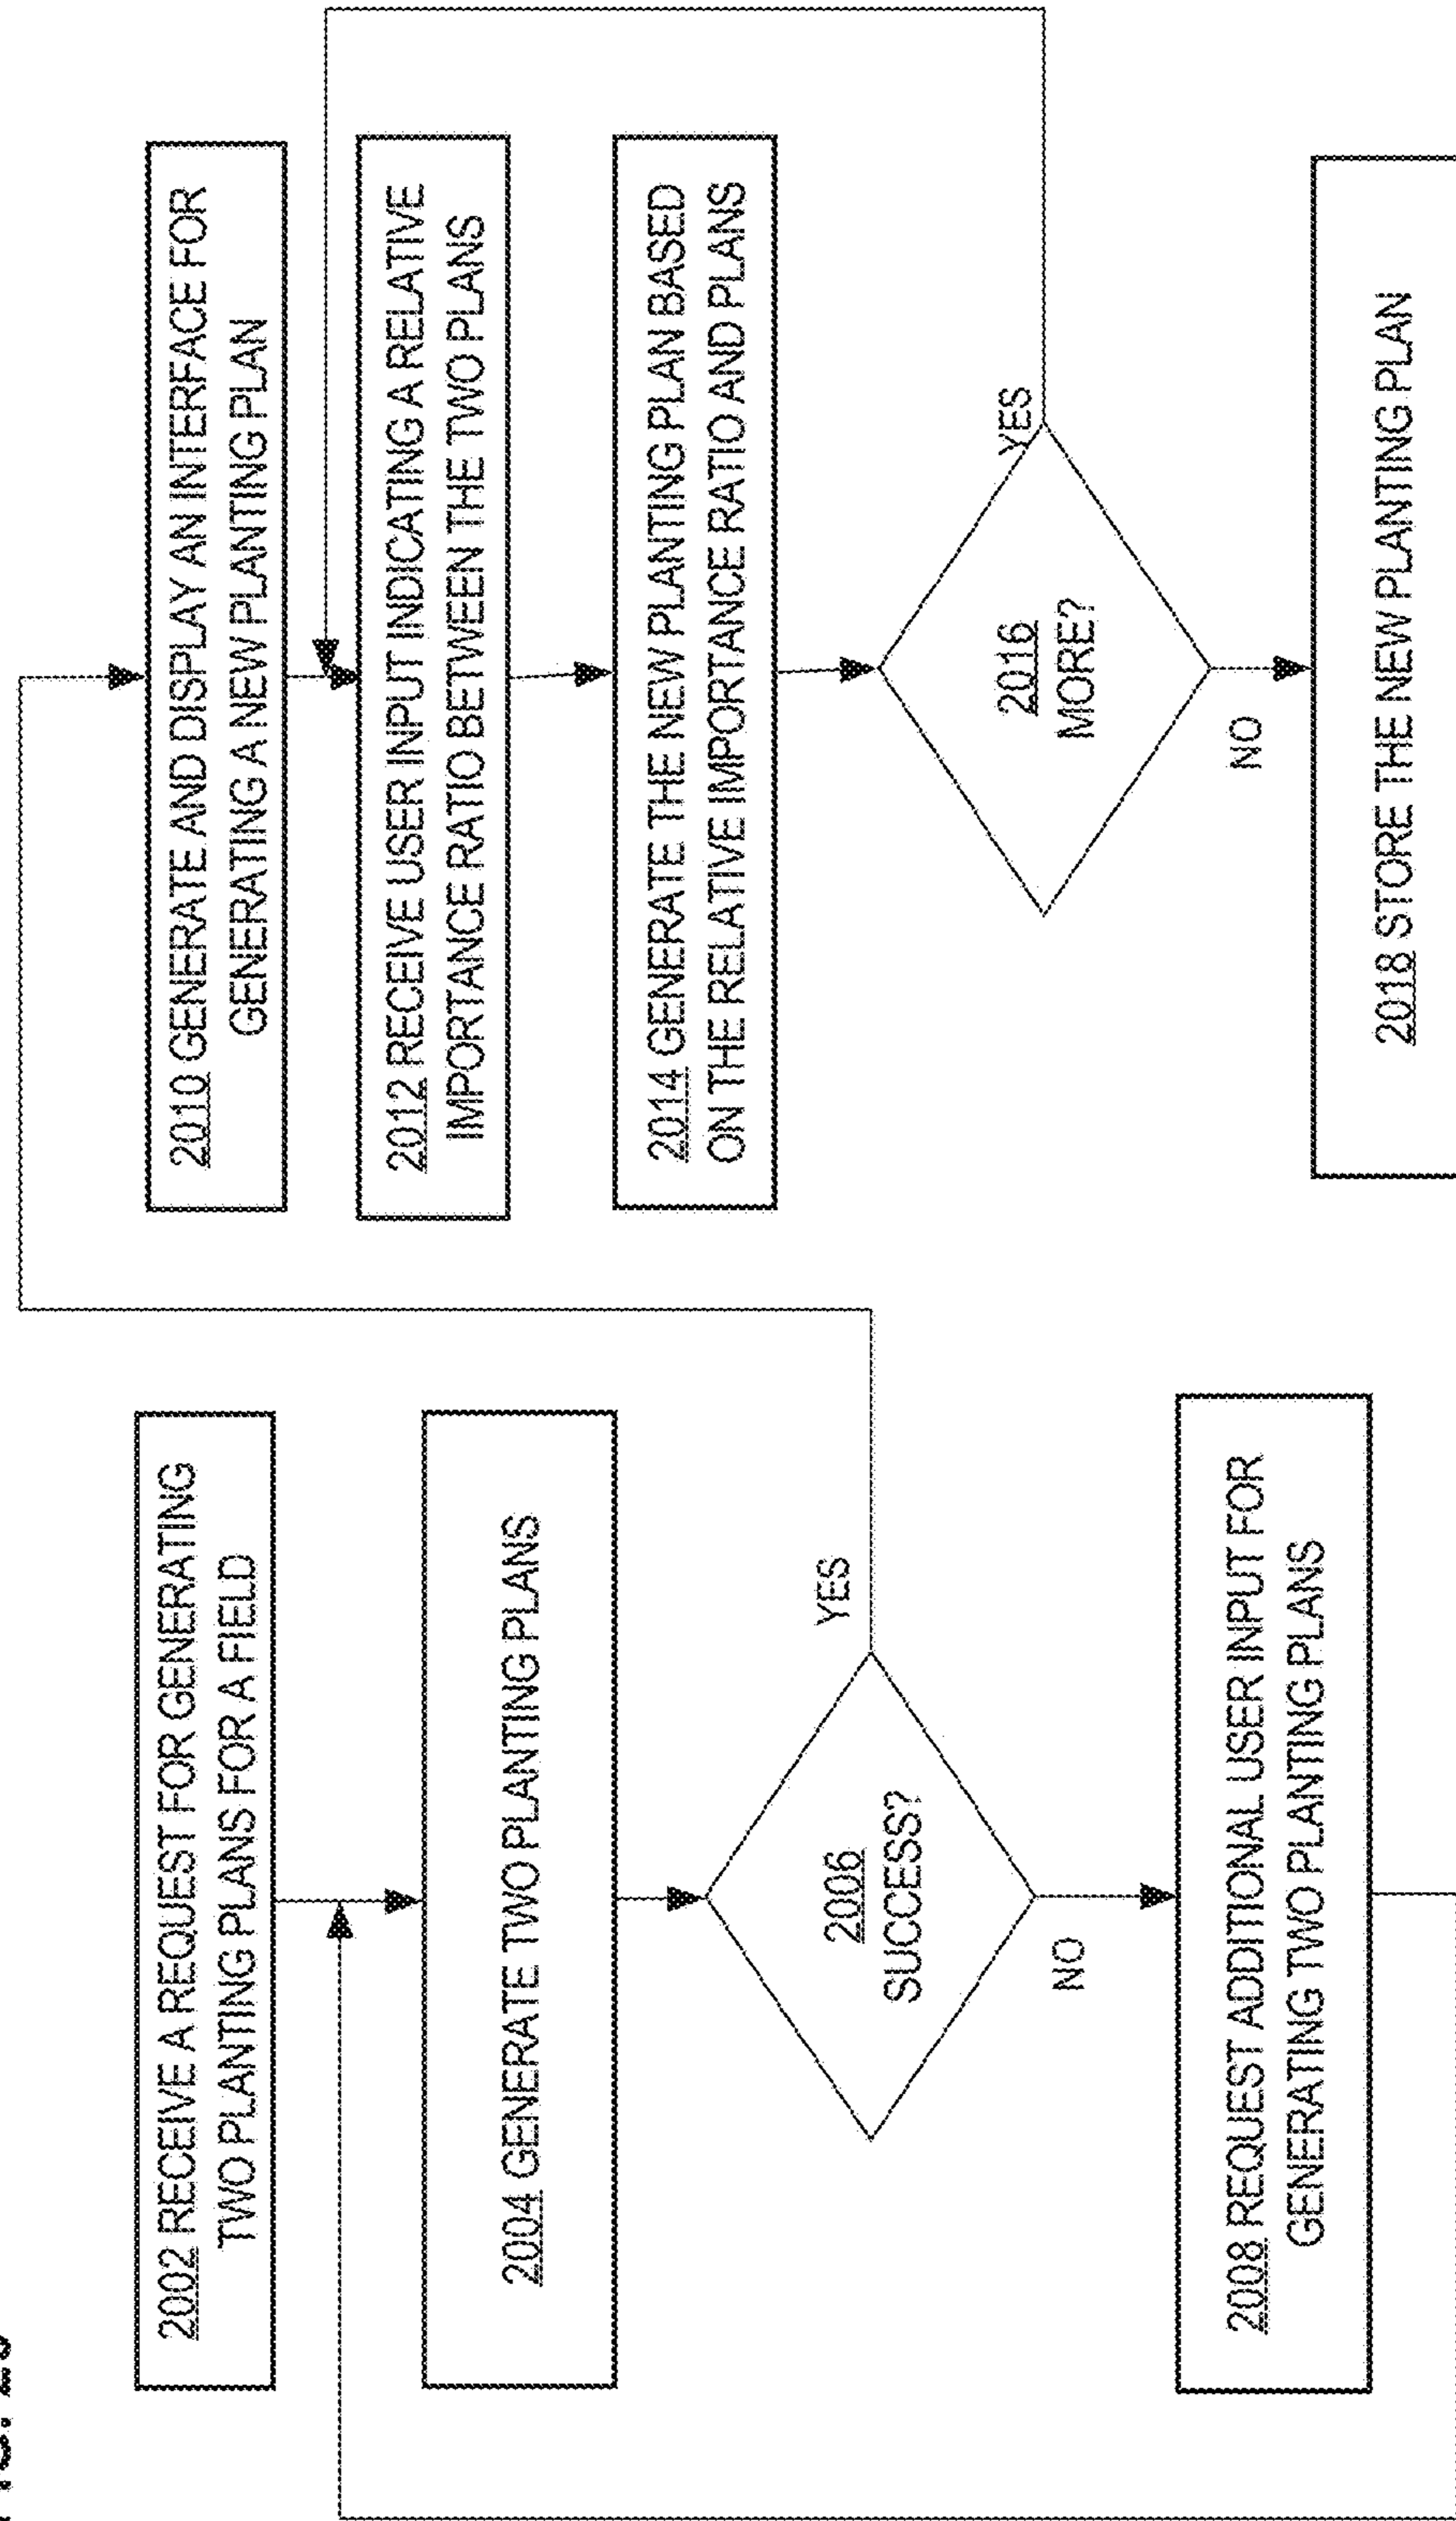 2002 RECEIVE A REQUEST FOR GENERATING
TWO PLANTING PLANS FOR A FIELD
2004 GENERATE TWO PLANTING PLANS
2006
SUCCESS?
YES
NO
2008 REQUEST ADDITIONAL USER INPUT FOR
GENERATING TWO PLANTING PLANS
2010 GENERATE AND DISPLAY AN INTERFACE FOR
GENERATING A NEW PLANTING PLAN
2012 RECEIVE USER INPUT INDICATING A RELATIVE
IMPORTANCE RATIO BETWEEN THE TWO PLANS
2014 GENERATE THE NEW PLANTING PLAN BASED
ON THE RELATIVE IMPORTANCE RATIO AND PLANS
2016
MORE?
YES
NO
2018 STORE THE NEW PLANTING PLAN